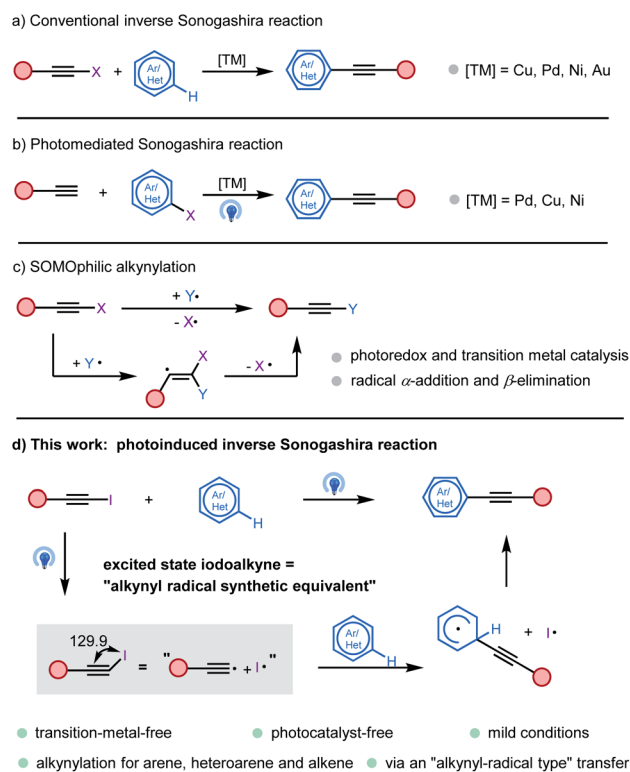 a) Conventional inverse Sonogashira reaction
X + Ar/ Het H [TM] Ar/ Het [TM] = Cu, Pd, Ni, Au
b) Photomediated Sonogashira reaction
+ Ar/ Het X [TM] Ar/ Het [TM] = Pd, Cu, Ni
c) SOMOphilic alkynylation
X + Y• - X• Y
+ Y• X Y - X•
photoredox and transition metal catalysis
radical α-addition and β-elimination
d) This work: photoinduced inverse Sonogashira reaction
I + Ar/ Het H Ar/ Het
excited state iodoalkyne =
"alkynyl radical synthetic equivalent"
129.9 I = " • + I• " Ar/ Het H H + I•
transition-metal-free photocatalyst-free mild conditions
alkynylation for arene, heteroarene and alkene via an "alkynyl-radical type" transfer